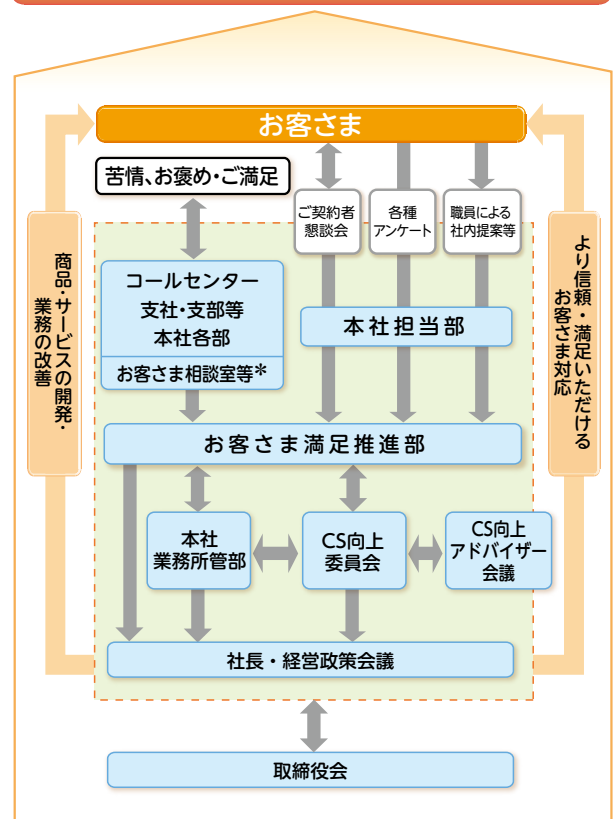 お客さま
苦情、お褒め・ご満足
ご契約者
懇談会
各種
アンケート
職員による
社内提案等
商品・サービスの開発・
業務の改善
より信頼・満足いただける
お客さま対応
コールセンター
支社・支部等
本社各部
お客さま相談室等*
本社担当部
お客さま満足推進部
本社
業務所管部
CS向上
委員会
CS向上
アドバイザー
会議
社長・経営政策会議
取締役会